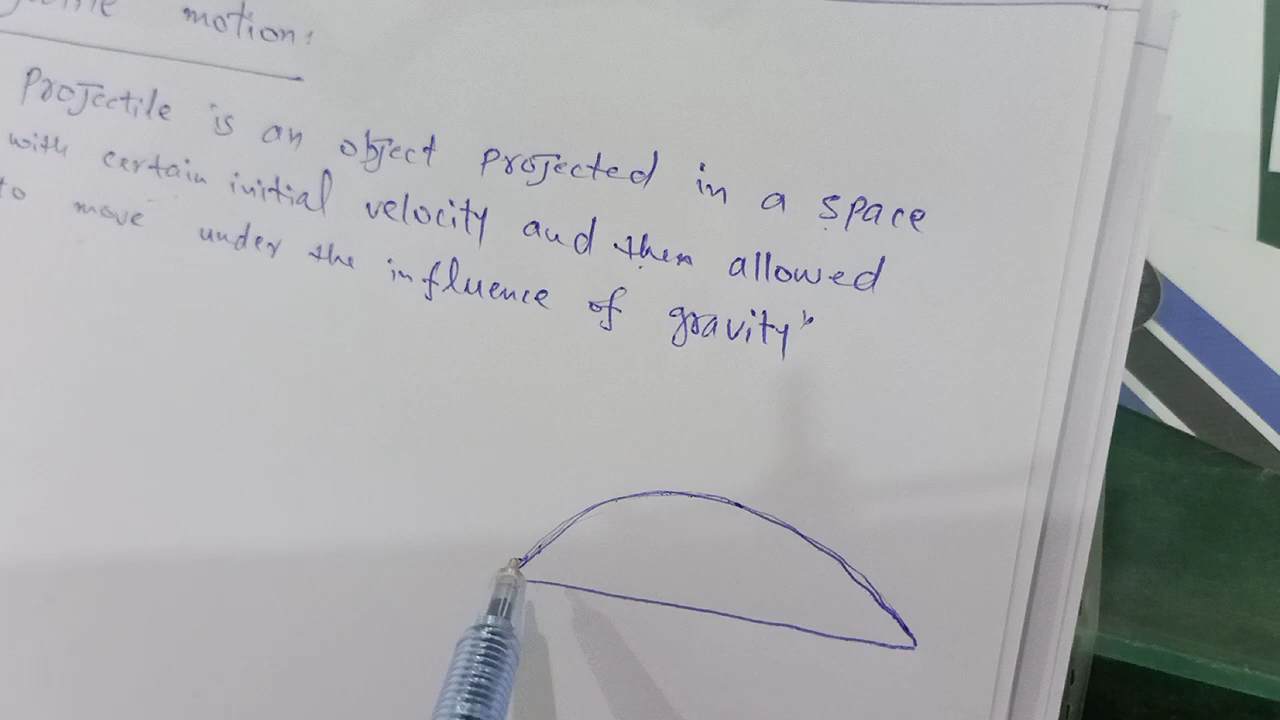 motion:
Projectile is an object projected in a space
with certain initial velocity and then allowed
to move under the influence of gravity"